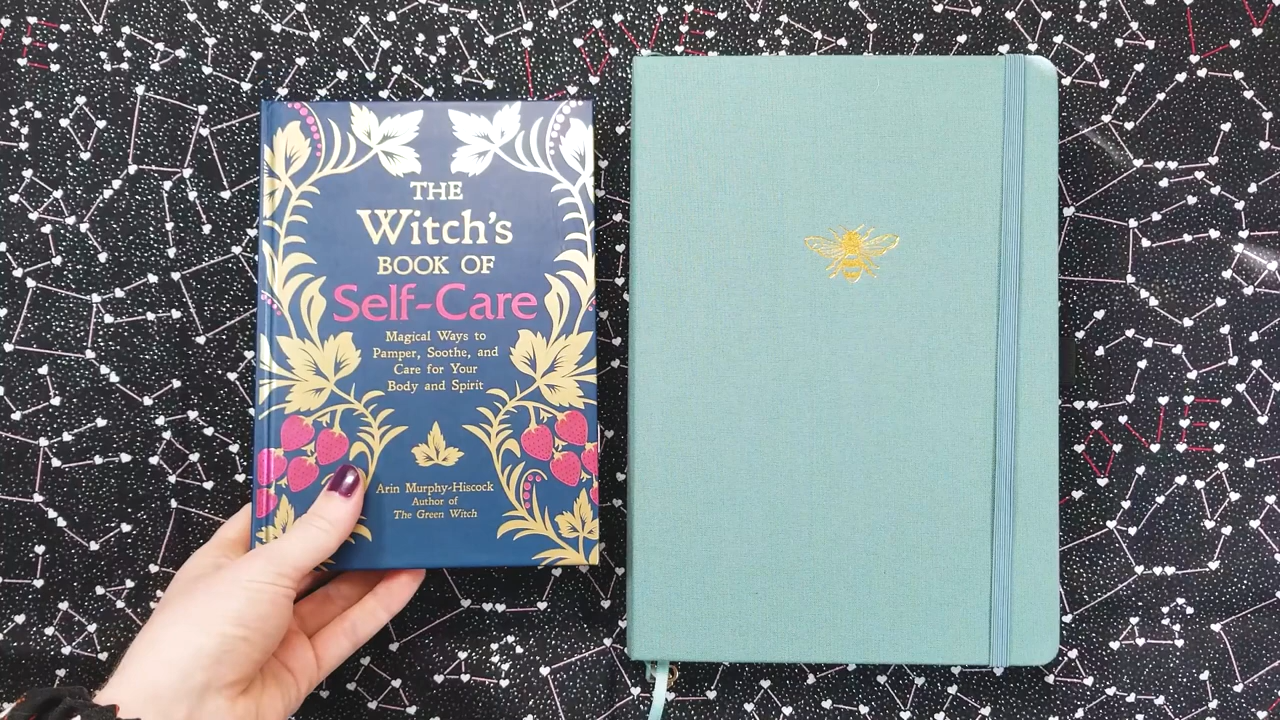 THE
Witch's
BOOK OF
Self-Care
Magical Ways to
Pamper, Soothe, and
Care for Your
Body and Spirit
Arin Murphy-Hiscock
Author of
The Green Witch